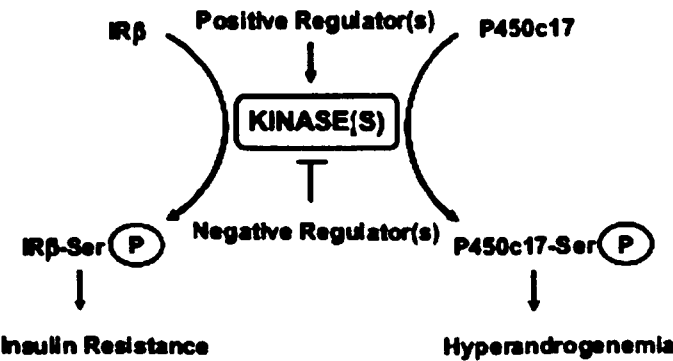 IRβ
Positive Regulator(s)
P450c17
KINASE(S)
Negative Regulator(s)
IRβ-Ser P
P450c17-Ser P
Insulin Resistance
Hyperandrogenemia